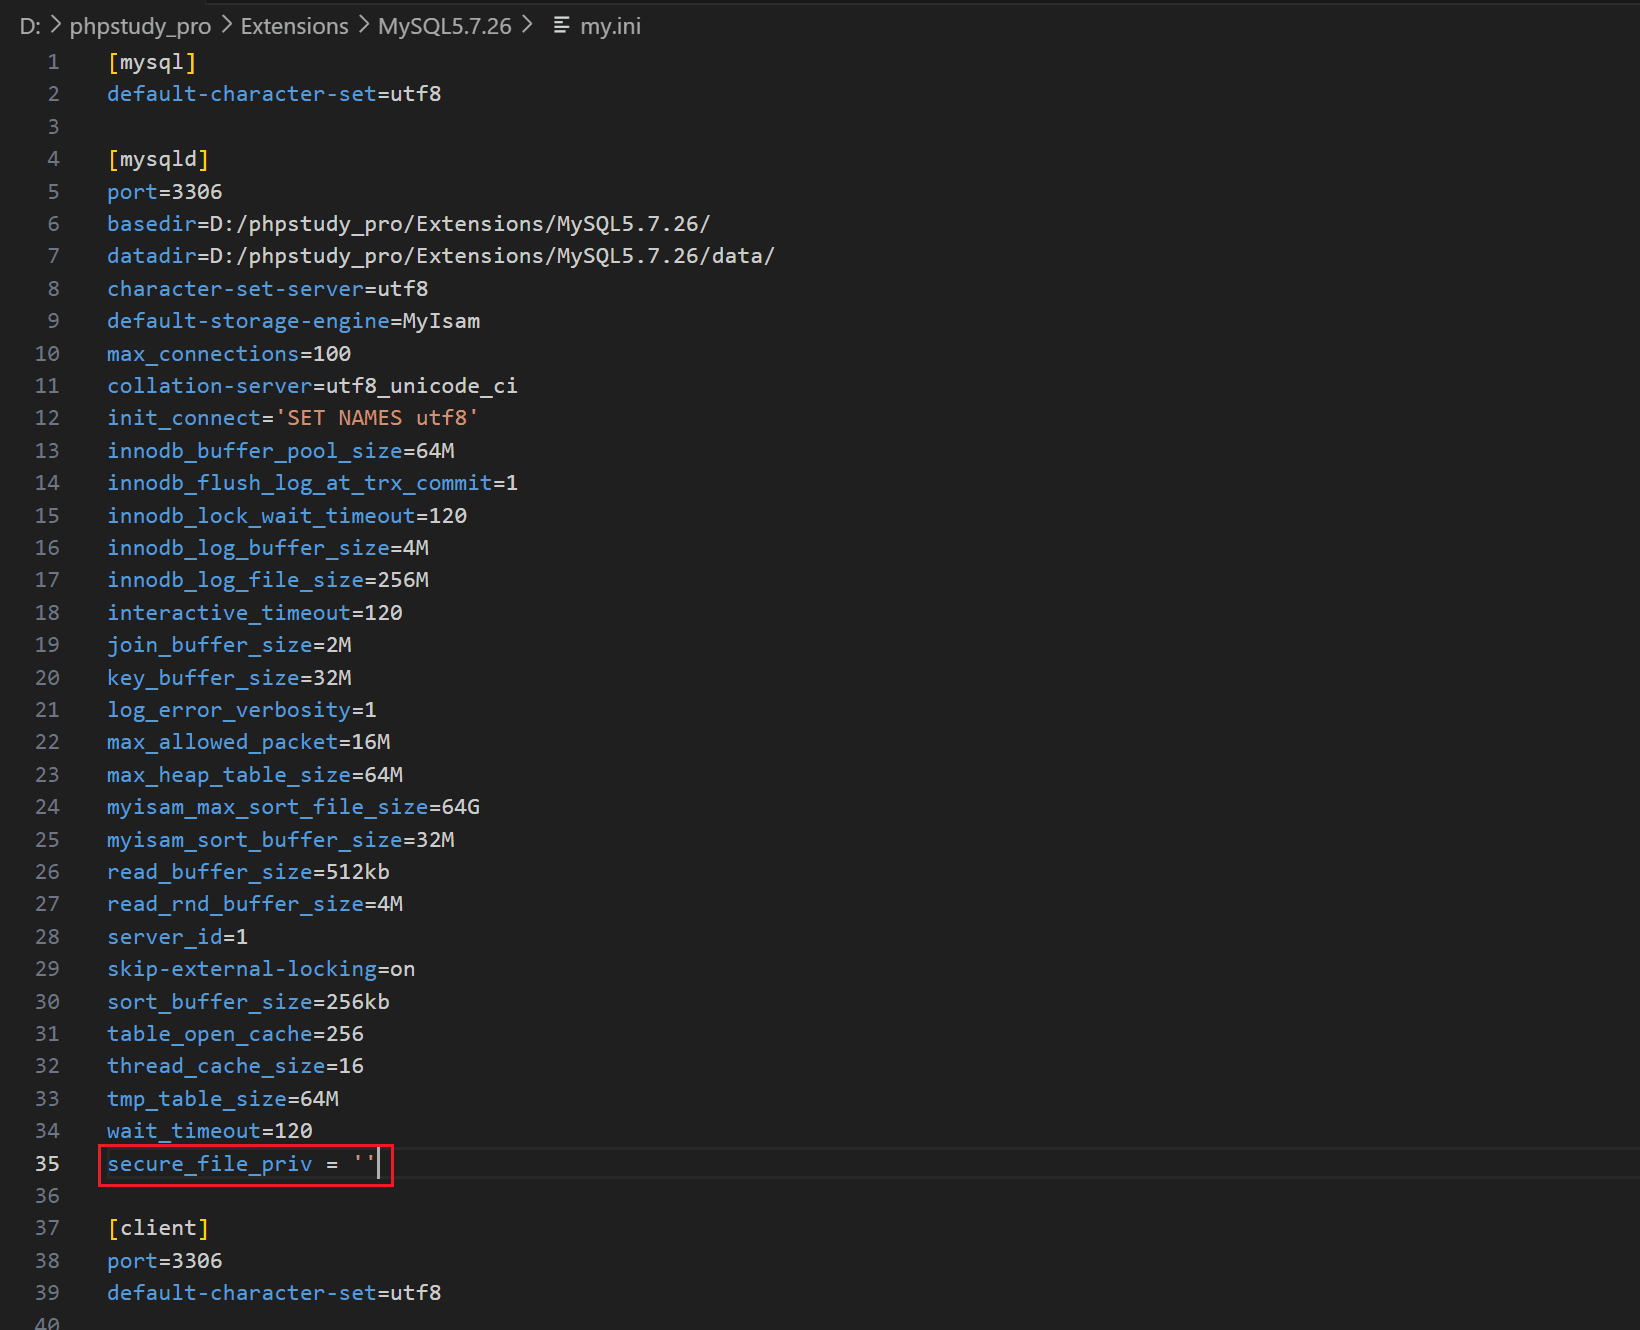 D: > phpstudy_pro > Extensions > MySQL5.7.26 > my.ini
1 [mysql]
2 default-character-set=utf8
3
4 [mysqld]
5 port=3306
6 basedir=D:/phpstudy_pro/Extensions/MySQL5.7.26/
7 datadir=D:/phpstudy_pro/Extensions/MySQL5.7.26/data/
8 character-set-server=utf8
9 default-storage-engine=MyIsam
10 max_connections=100
11 collation-server=utf8_unicode_ci
12 init_connect='SET NAMES utf8'
13 innodb_buffer_pool_size=64M
14 innodb_flush_log_at_trx_commit=1
15 innodb_lock_wait_timeout=120
16 innodb_log_buffer_size=4M
17 innodb_log_file_size=256M
18 interactive_timeout=120
19 join_buffer_size=2M
20 key_buffer_size=32M
21 log_error_verbosity=1
22 max_allowed_packet=16M
23 max_heap_table_size=64M
24 myisam_max_sort_file_size=64G
25 myisam_sort_buffer_size=32M
26 read_buffer_size=512kb
27 read_rnd_buffer_size=4M
28 server_id=1
29 skip-external-locking=on
30 sort_buffer_size=256kb
31 table_open_cache=256
32 thread_cache_size=16
33 tmp_table_size=64M
34 wait_timeout=120
35 secure_file_priv = ''
36
37 [client]
38 port=3306
39 default-character-set=utf8
40